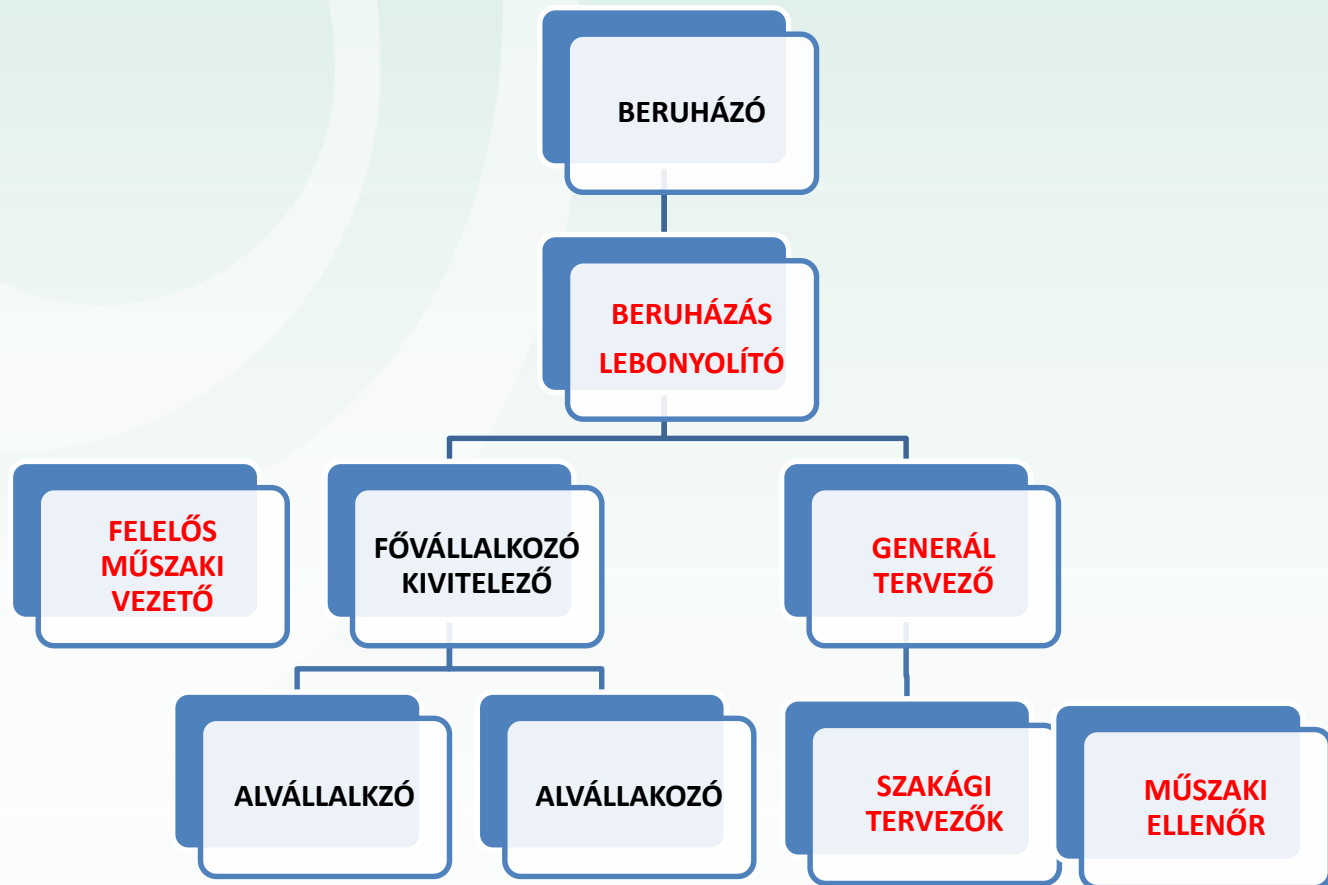 BERUHÁZÓ
BERUHÁZÁS
LEBONYOLÍTÓ
FELELŐS
MŰSZAKI
VEZETŐ
FŐVÁLLALKOZÓ
KIVITELEZŐ
GENERÁL
TERVEZŐ
ALVÁLLALKZÓ
ALVÁLLAKOZÓ
SZAKÁGI
TERVEZŐK
MŰSZAKI
ELLENŐR